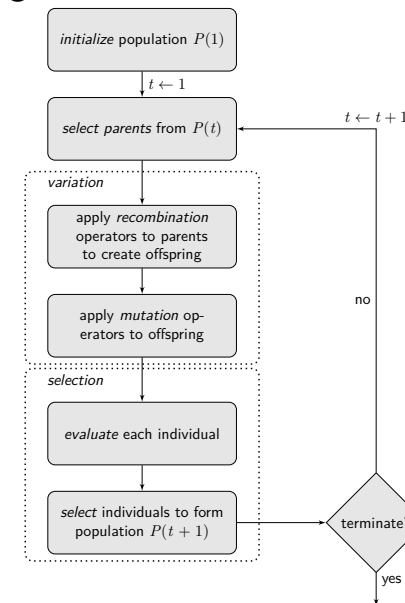 initialize population P(1)
t ← 1
select parents from P(t)
t ← t + 1
variation
apply recombination
operators to parents
to create offspring
no
apply mutation op-
erators to offspring
selection
evaluate each individual
select individuals to form
population P(t + 1)
terminate
yes